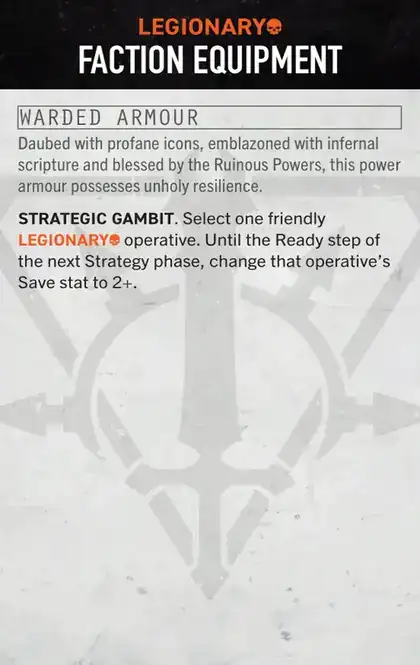 LEGIONARY
FACTION EQUIPMENT
WARDED ARMOUR
Daubed with profane icons, emblazoned with infernal
scripture and blessed by the Ruinous Powers, this power
armour possesses unholy resilience.
STRATEGIC GAMBIT. Select one friendly
LEGIONARY operative. Until the Ready step of
the next Strategy phase, change that operative’s
Save stat to 2+.